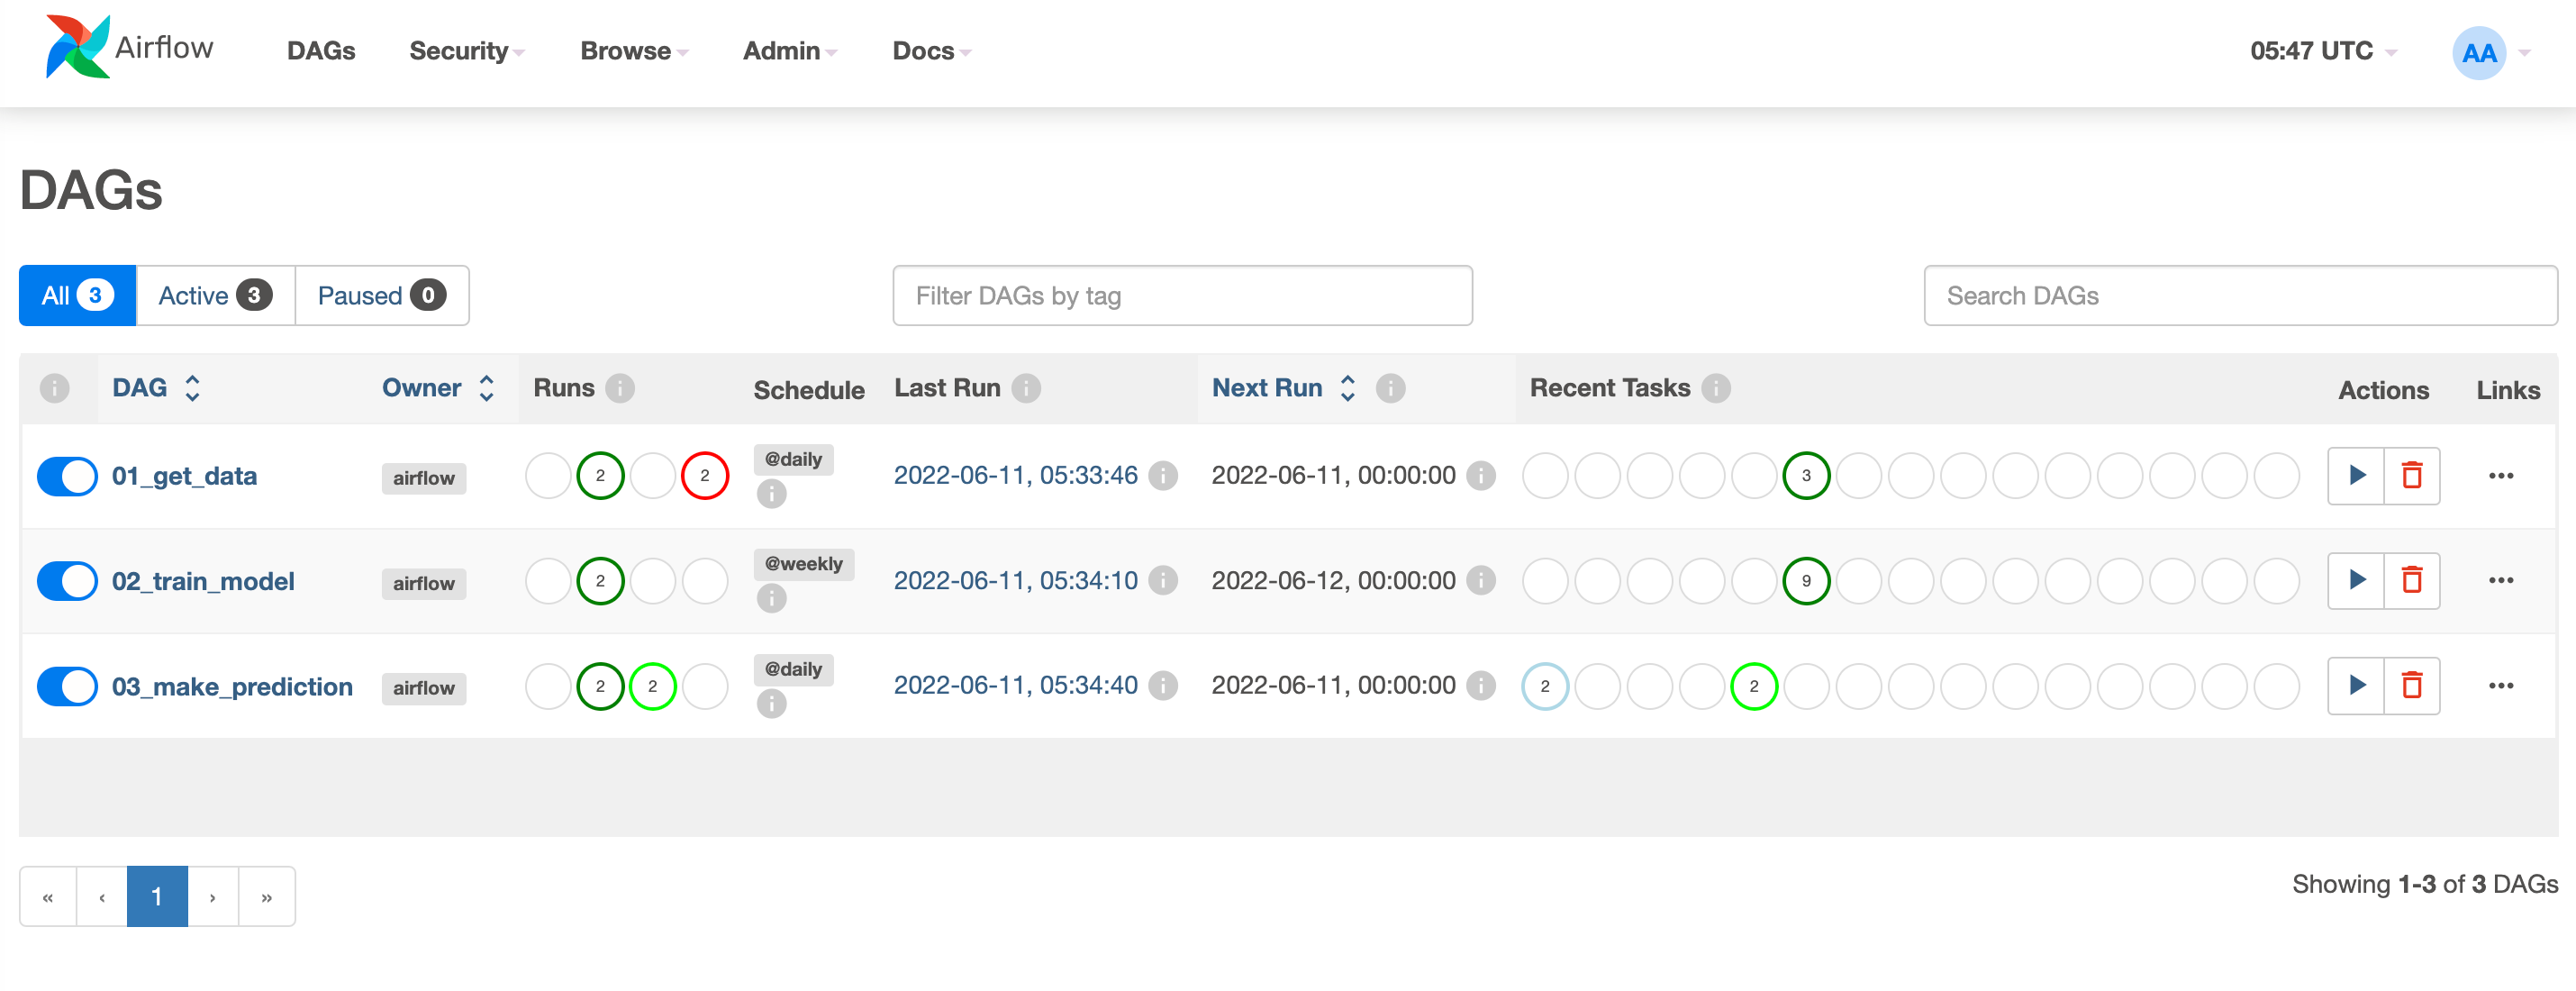 Airflow DAGs Security Browse Admin Docs 05:47 UTC AA
DAGs
All 3 Active 3 Paused 0 Filter DAGs by tag Search DAGs
i DAG Owner Runs i Schedule Last Run i Next Run i Recent Tasks i Actions Links
01_get_data airflow 2 2 @daily i 2022-06-11, 05:33:46 i 2022-06-11, 00:00:00 i 3 ...
02_train_model airflow 2 @weekly i 2022-06-11, 05:34:10 i 2022-06-12, 00:00:00 i 9 ...
03_make_prediction airflow 2 2 @daily i 2022-06-11, 05:34:40 i 2022-06-11, 00:00:00 i 2 2 ...
« ‹ 1 › » Showing 1-3 of 3 DAGs